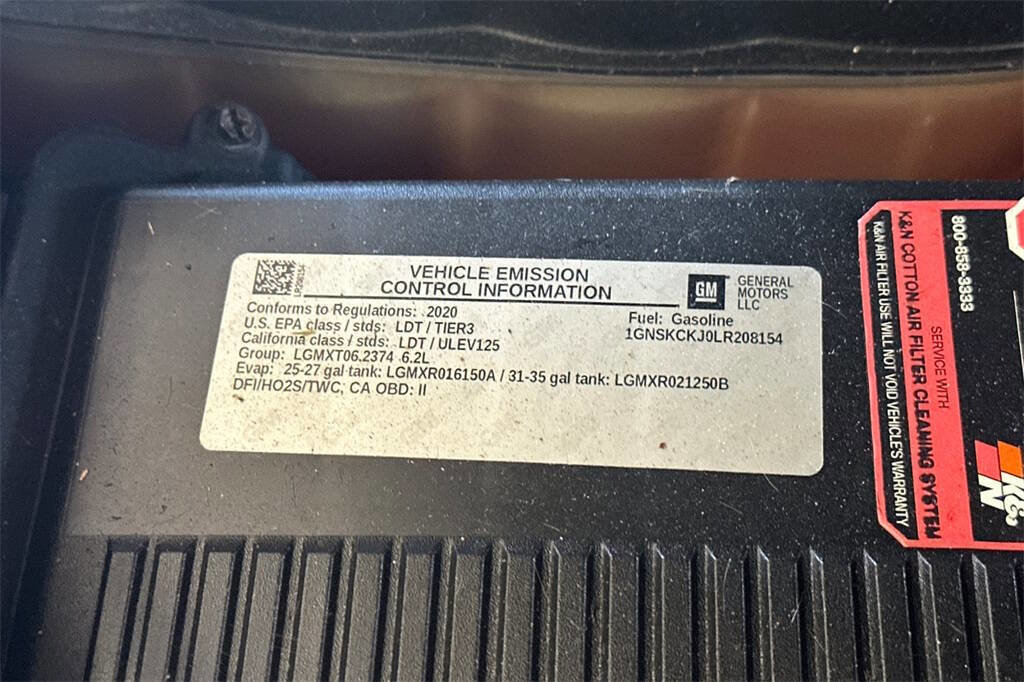 LR208154
VEHICLE EMISSION
CONTROL INFORMATION
GM
GENERAL
MOTORS
LLC
Conforms to Regulations: 2020
U.S. EPA class / stds: LDT / TIER3
California class / stds: LDT / ULEV125
Group: LGMXT06.2374 6.2L
Evap: 25-27 gal tank: LGMXR016150A / 31-35 gal tank: LGMXR021250B
DFI/HO2S/TWC, CA OBD: II
Fuel: Gasoline
1GNSKCKJ0LR208154
800-858-3333
SERVICE WITH
K&N COTTON AIR FILTER CLEANING SYSTEM
K&N AIR FILTER USE WILL NOT VOID VEHICLE'S WARRANTY
K&N